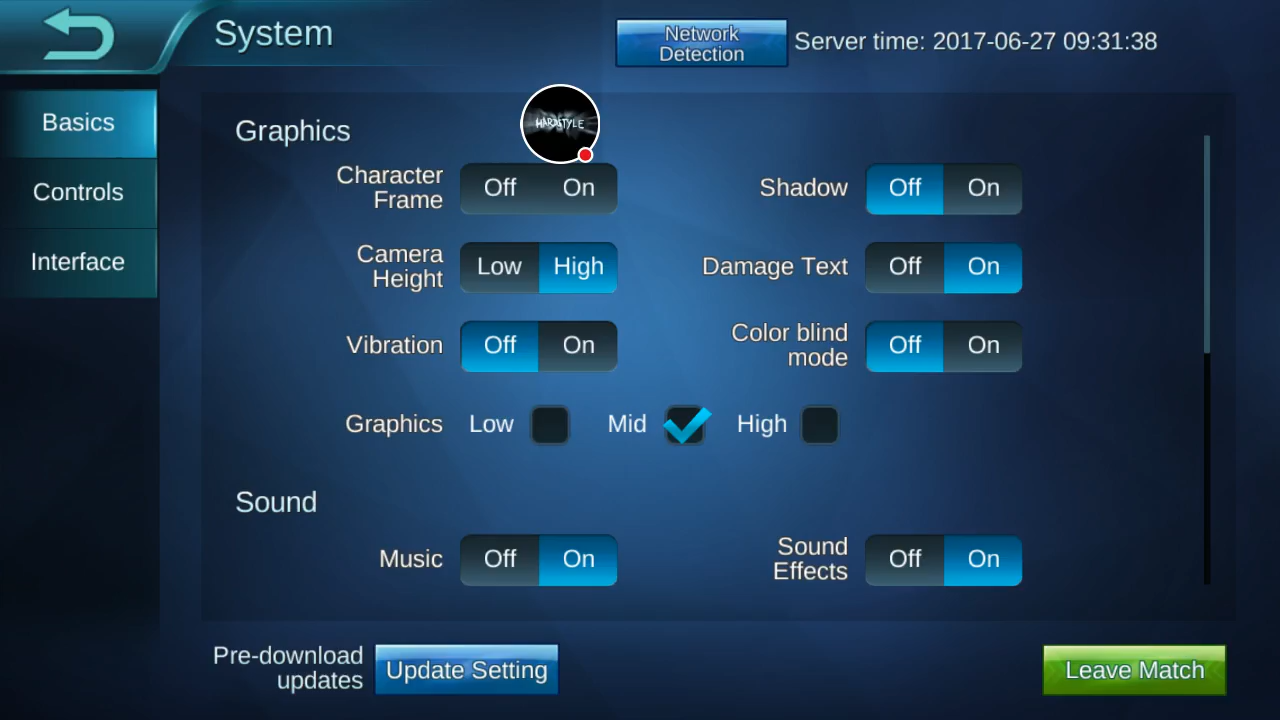 System
Network
Detection
Server time: 2017-06-27 09:31:38
Basics
Controls
Interface
Graphics
HARDSTYLE
Character
Frame
Off On
Shadow
Off On
Camera
Height
Low High
Damage Text
Off On
Vibration
Off On
Color blind
mode
Off On
Graphics Low Mid High
Sound
Music
Off On
Sound
Effects
Off On
Pre-download
updates
Update Setting
Leave Match